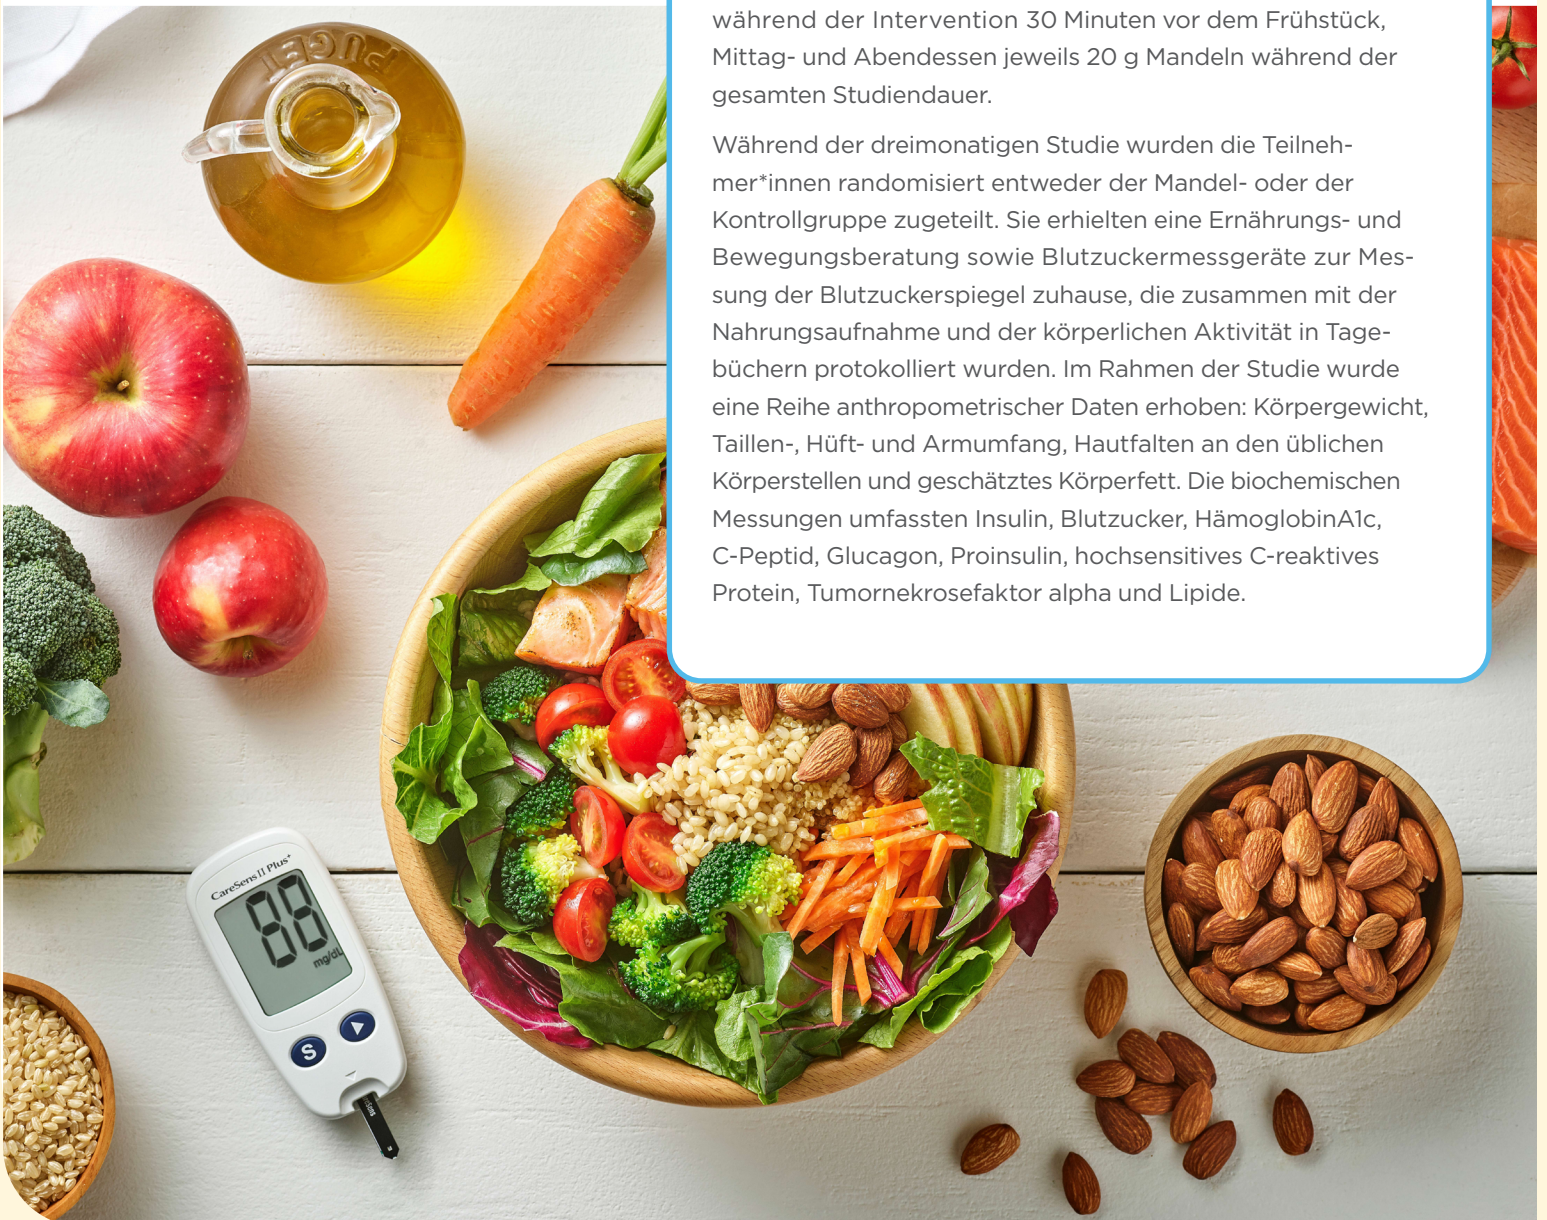 während der Intervention 30 Minuten vor dem Frühstück,
Mittag- und Abendessen jeweils 20 g Mandeln während der
gesamten Studiendauer.
Während der dreimonatigen Studie wurden die Teilneh-
mer*innen randomisiert entweder der Mandel- oder der
Kontrollgruppe zugeteilt. Sie erhielten eine Ernährungs- und
Bewegungsberatung sowie Blutzuckermessgeräte zur Mes-
sung der Blutzuckerspiegel zuhause, die zusammen mit der
Nahrungsaufnahme und der körperlichen Aktivität in Tage-
büchern protokolliert wurden. Im Rahmen der Studie wurde
eine Reihe anthropometrischer Daten erhoben: Körpergewicht,
Taillen-, Hüft- und Armumfang, Hautfalten an den üblichen
Körperstellen und geschätztes Körperfett. Die biochemischen
Messungen umfassten Insulin, Blutzucker, HämoglobinA1c,
C-Peptid, Glucagon, Proinsulin, hochsensitives C-reaktives
Protein, Tumornekrosefaktor alpha und Lipide.
PUGET
CareSens II Plus+
88
mg/dL
S